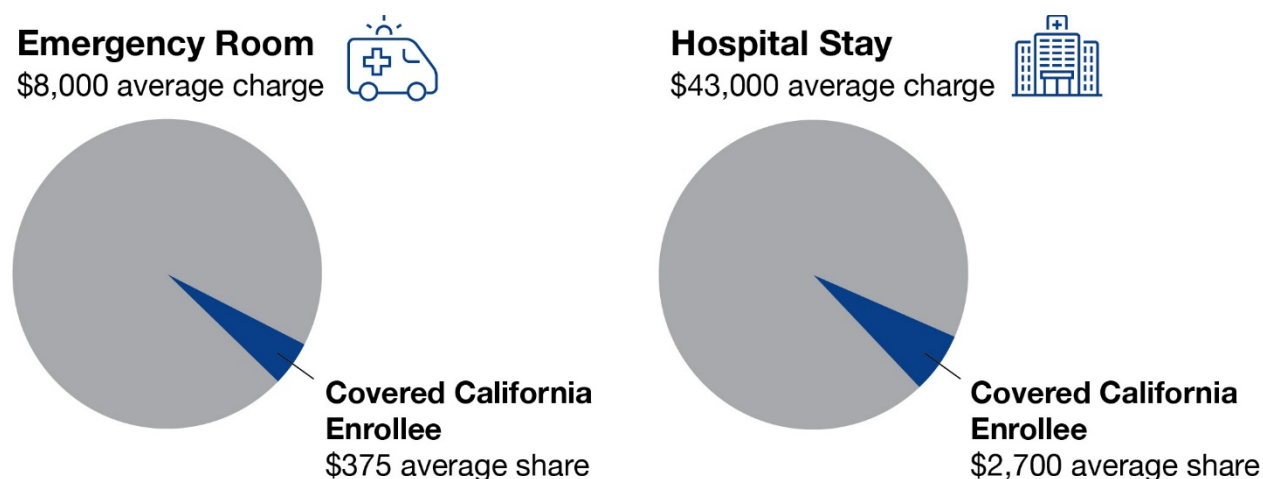 Emergency Room
$8,000 average charge
Covered California
Enrollee
$375 average share
Hospital Stay
$43,000 average charge
Covered California
Enrollee
$2,700 average share